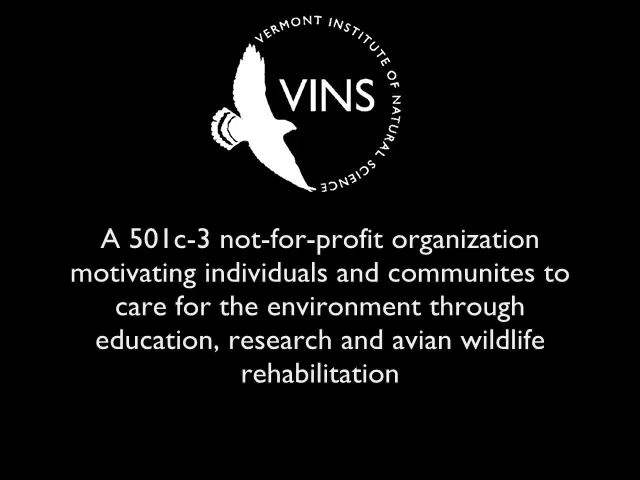 VERMONT INSTITUTE OF NATURAL SCIENCE
VINS
A 501c-3 not-for-profit organization
motivating individuals and communites to
care for the environment through
education, research and avian wildlife
rehabilitation